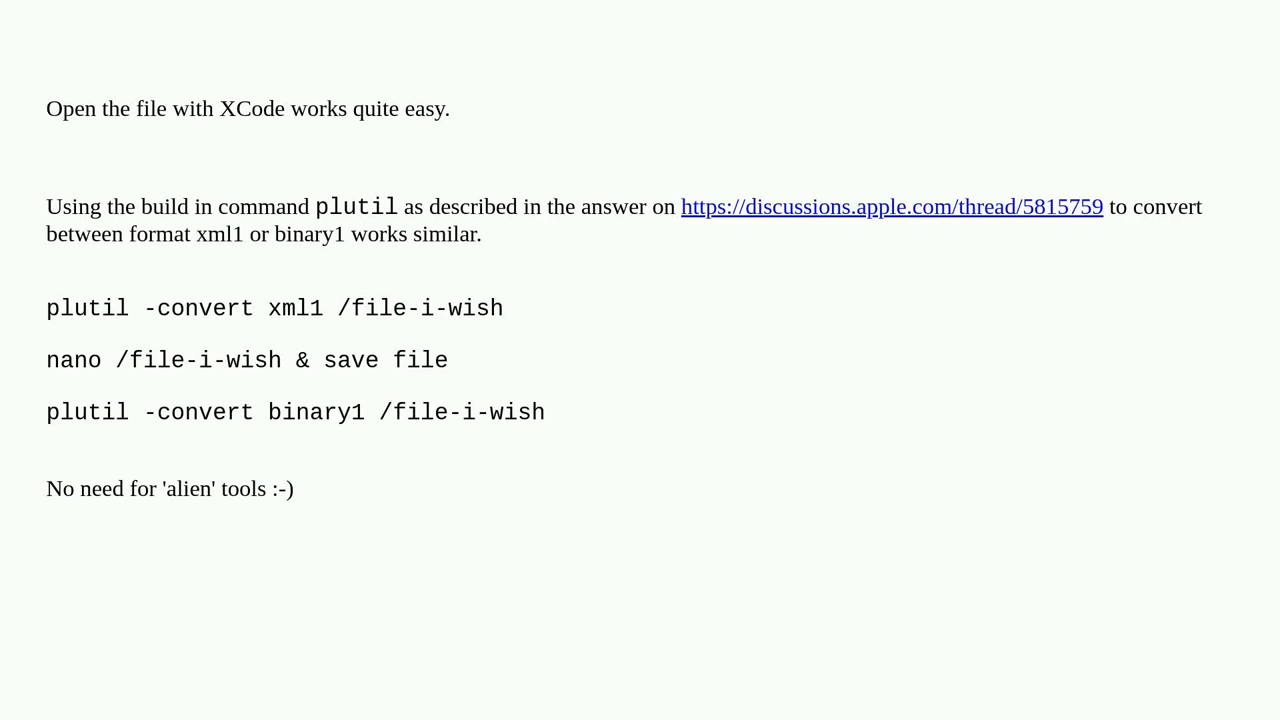 Open the file with XCode works quite easy.
Using the build in command plutil as described in the answer on https://discussions.apple.com/thread/5815759 to convert
between format xml1 or binary1 works similar.
plutil -convert xml1 /file-i-wish
nano /file-i-wish & save file
plutil -convert binary1 /file-i-wish
No need for 'alien' tools :-)